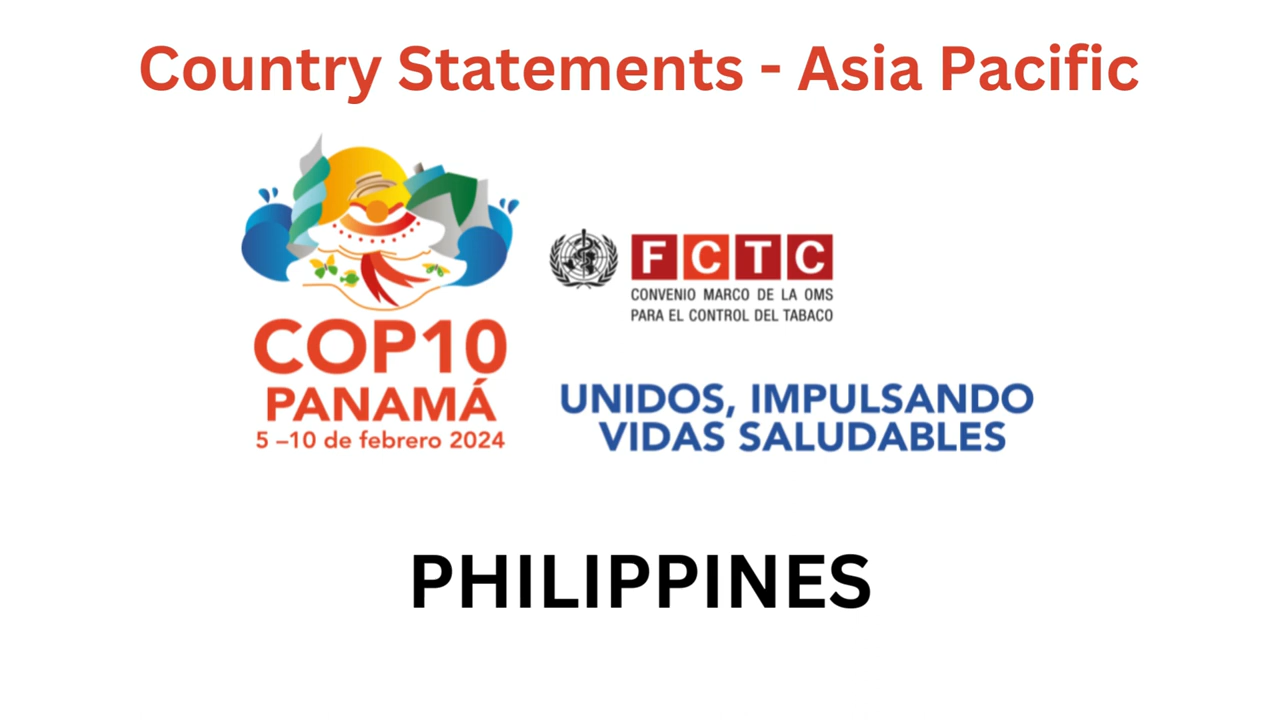 Country Statements - Asia Pacific
COP10
PANAMÁ
5 –10 de febrero 2024
FCTC
CONVENIO MARCO DE LA OMS
PARA EL CONTROL DEL TABACO
UNIDOS, IMPULSANDO
VIDAS SALUDABLES
PHILIPPINES